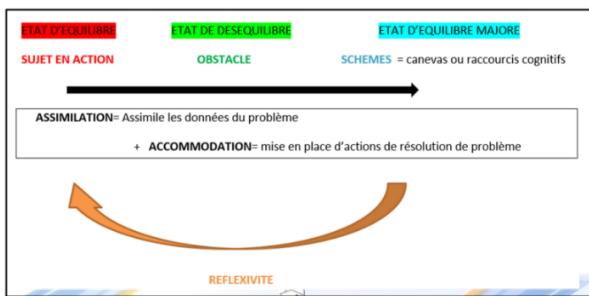 ETAT D'EQUILIBRE ETAT DE DESEQUILIBRE ETAT D'EQUILIBRE MAJORE
SUJET EN ACTION OBSTACLE SCHEMES = canevas ou raccourcis cognitifs
ASSIMILATION= Assimile les données du problème
+ ACCOMMODATION= mise en place d'actions de résolution de problème
REFLEXIVITE